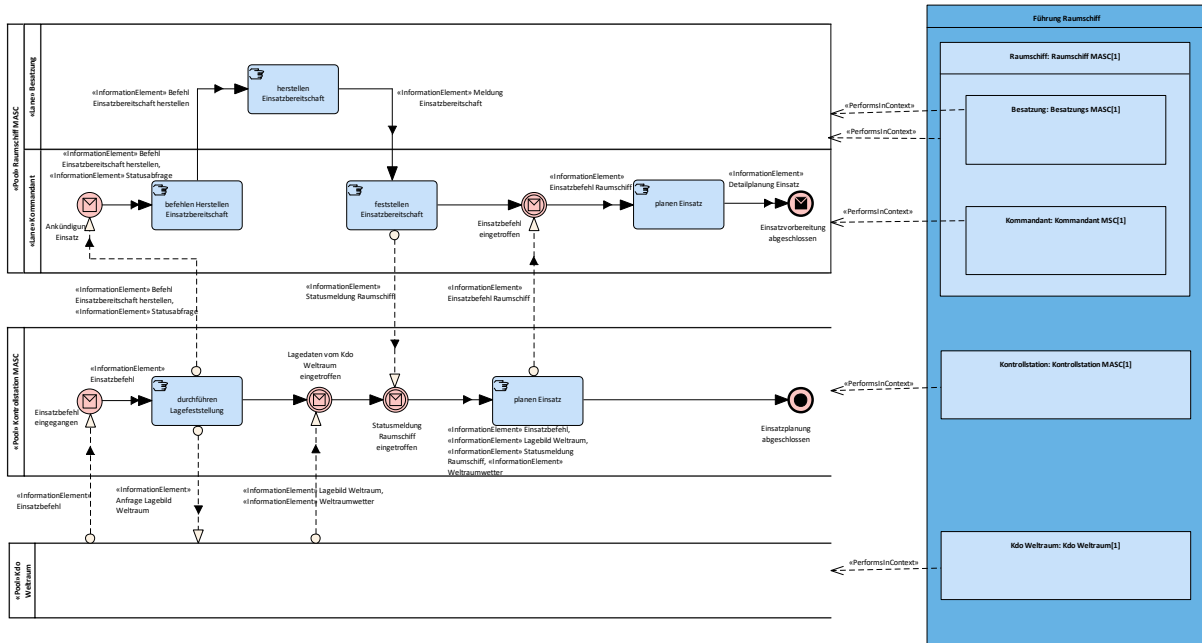 «Pool» Raumschiff MASC
«Lane» Besatzung
«InformationElement» Befehl
Einsatzbereitschaft herstellen
herstellen
Einsatzbereitschaft
«InformationElement» Meldung
Einsatzbereitschaft
«Lane» Kommandant
«InformationElement» Befehl
Einsatzbereitschaft herstellen,
«InformationElement» Statusabfrage
Ankündigung
Einsatz
befehlen Herstellen
Einsatzbereitschaft
feststellen
Einsatzbereitschaft
Einsatzbefehl
eingetroffen
«InformationElement»
Einsatzbefehl Raumschiff
planen Einsatz
«InformationElement»
Detailplanung Einsatz
Einsatzvorbereitung
abgeschlossen
«InformationElement» Befehl
Einsatzbereitschaft herstellen,
«InformationElement» Statusabfrage
«InformationElement»
Statusmeldung Raumschiff
«InformationElement»
Einsatzbefehl Raumschiff
«Pool» Kontrollstation MASC
Einsatzbefehl
eingegangen
«InformationElement»
Einsatzbefehl
durchführen
Lagefeststellung
Lagedaten vom Kdo
Weltraum
eingetroffen
Statusmeldung
Raumschiff
eingetroffen
planen Einsatz
«InformationElement» Einsatzbefehl,
«InformationElement» Lagebild Weltraum,
«InformationElement» Statusmeldung
Raumschiff, «InformationElement»
Weltraumwetter
Einsatzplanung
abgeschlossen
«InformationElement»
Einsatzbefehl
«InformationElement»
Anfrage Lagebild
Weltraum
«InformationElement» Lagebild Weltraum,
«InformationElement» Weltraumwetter
«Pool» Kdo
Weltraum
«PerformsInContext»
«PerformsInContext»
«PerformsInContext»
«PerformsInContext»
«PerformsInContext»
Führung Raumschiff
Raumschiff: Raumschiff MASC[1]
Besatzung: Besatzungs MASC[1]
Kommandant: Kommandant MSC[1]
Kontrollstation: Kontrollstation MASC[1]
Kdo Weltraum: Kdo Weltraum[1]